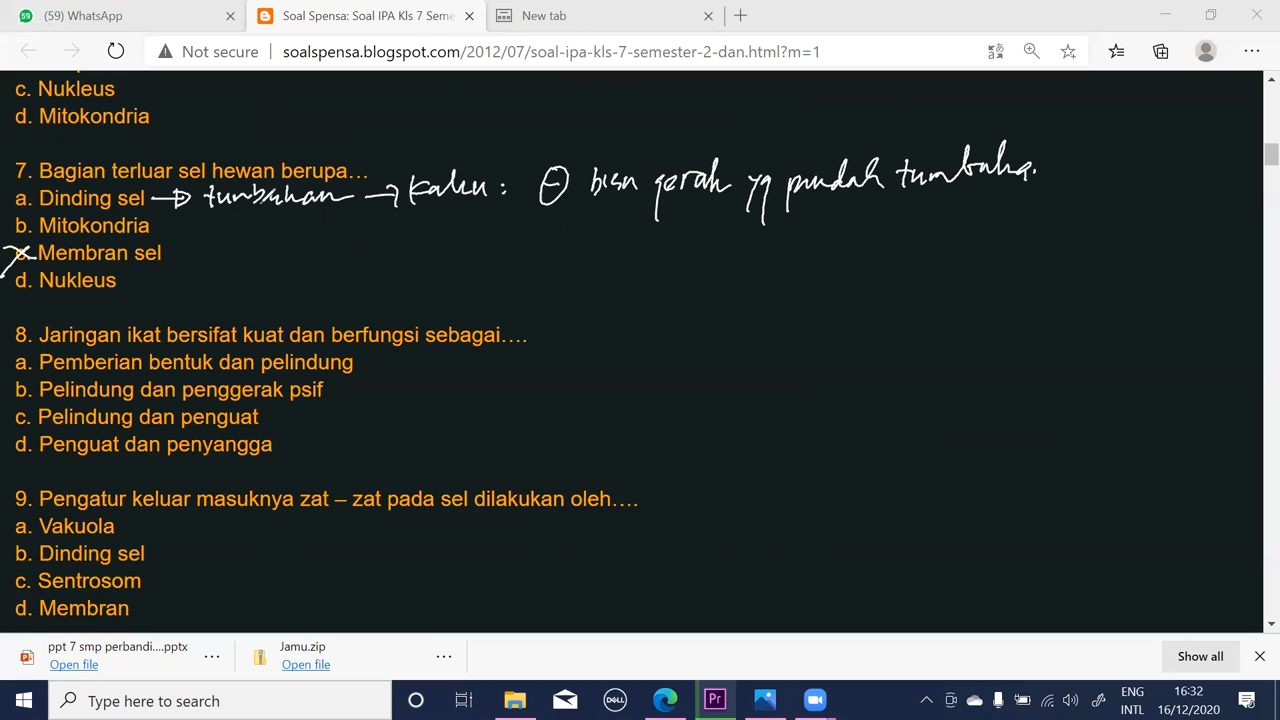 (59) WhatsApp
Soal Spensa: Soal IPA Kls 7 Seme
New tab
Not secure
soalspensa.blogspot.com/2012/07/soal-ipa-kls-7-semester-2-dan.html?m=1
c. Nukleus
d. Mitokondria
7. Bagian terluar sel hewan berupa…
a. Dinding sel → tumbuhan → kaku : ⊖ bisa gerak yg pindah
b. Mitokondria
Membran sel
d. Nukleus
8. Jaringan ikat bersifat kuat dan berfungsi sebagai….
a. Pemberian bentuk dan pelindung
b. Pelindung dan penggerak psif
c. Pelindung dan penguat
d. Penguat dan penyangga
9. Pengatur keluar masuknya zat – zat pada sel dilakukan oleh….
a. Vakuola
b. Dinding sel
c. Sentrosom
d. Membran
ppt 7 smp perbandi....pptx
Open file
Jamu.zip
Open file
Show all
Type here to search
DELL
Pr
ENG
INTL
16:32
16/12/2020